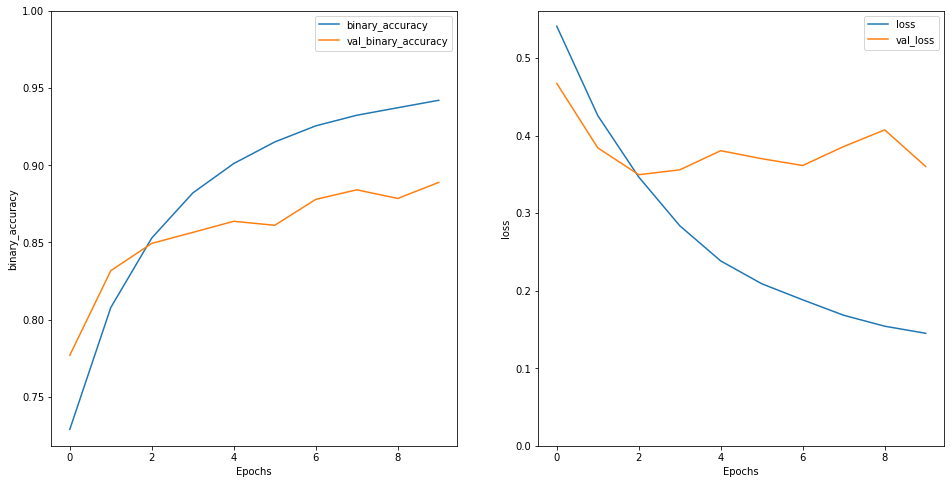 binary_accuracy
val_binary_accuracy
1.00
0.95
0.90
0.85
0.80
0.75
binary_accuracy
0 2 4 6 8
Epochs
loss
val_loss
0.5
0.4
0.3
0.2
0.1
0.0
loss
0 2 4 6 8
Epochs